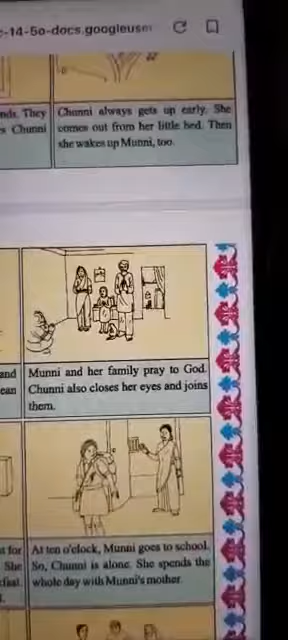 -14-5o-docs.googleuser
nds. They
s Chunni
Chunni always gets up early. She
comes out from her little bed. Then
she wakes up Munni, too.
and
ean
Munni and her family pray to God.
Chunni also closes her eyes and joins
them.
t for
She
kfast.
At ten o'clock, Munni goes to school.
So, Chunni is alone. She spends the
whole day with Munni's mother.